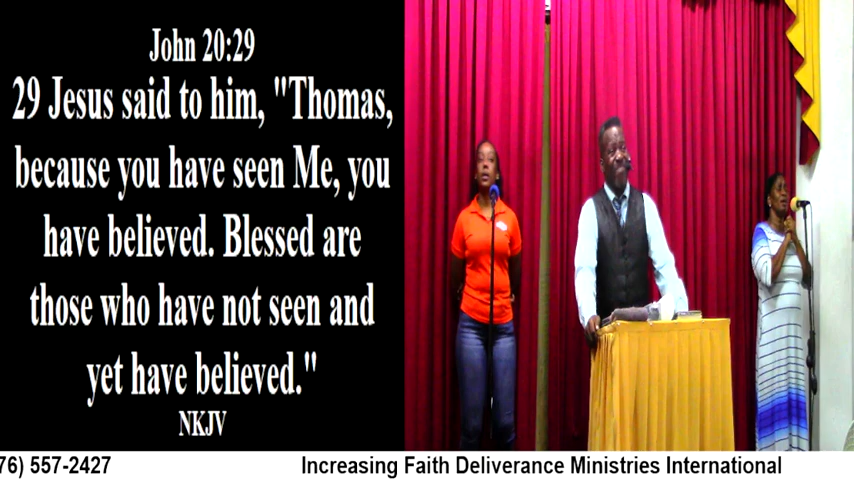 John 20:29
29 Jesus said to him, "Thomas,
because you have seen Me, you
have believed. Blessed are
those who have not seen and
yet have believed."
NKJV
76) 557-2427 Increasing Faith Deliverance Ministries International